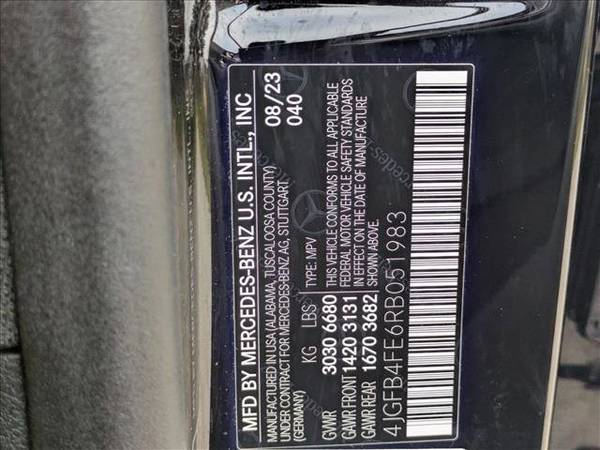 MFD BY MERCEDES-BENZ U.S. INTL., INC
MANUFACTURED IN USA (ALABAMA, TUSCALOOSA COUNTY)
UNDER CONTRACT FOR MERCEDES-BENZ AG, STUTTGART
(GERMANY)
08/23
040
KG LBS TYPE: MPV
GVWR 3030 6680
GAWR FRONT 1420 3131
GAWR REAR 1670 3682
THIS VEHICLE CONFORMS TO ALL APPLICABLE
FEDERAL MOTOR VEHICLE SAFETY STANDARDS
IN EFFECT ON THE DATE OF MANUFACTURE
SHOWN ABOVE.
4JGFB4FE6RB051983